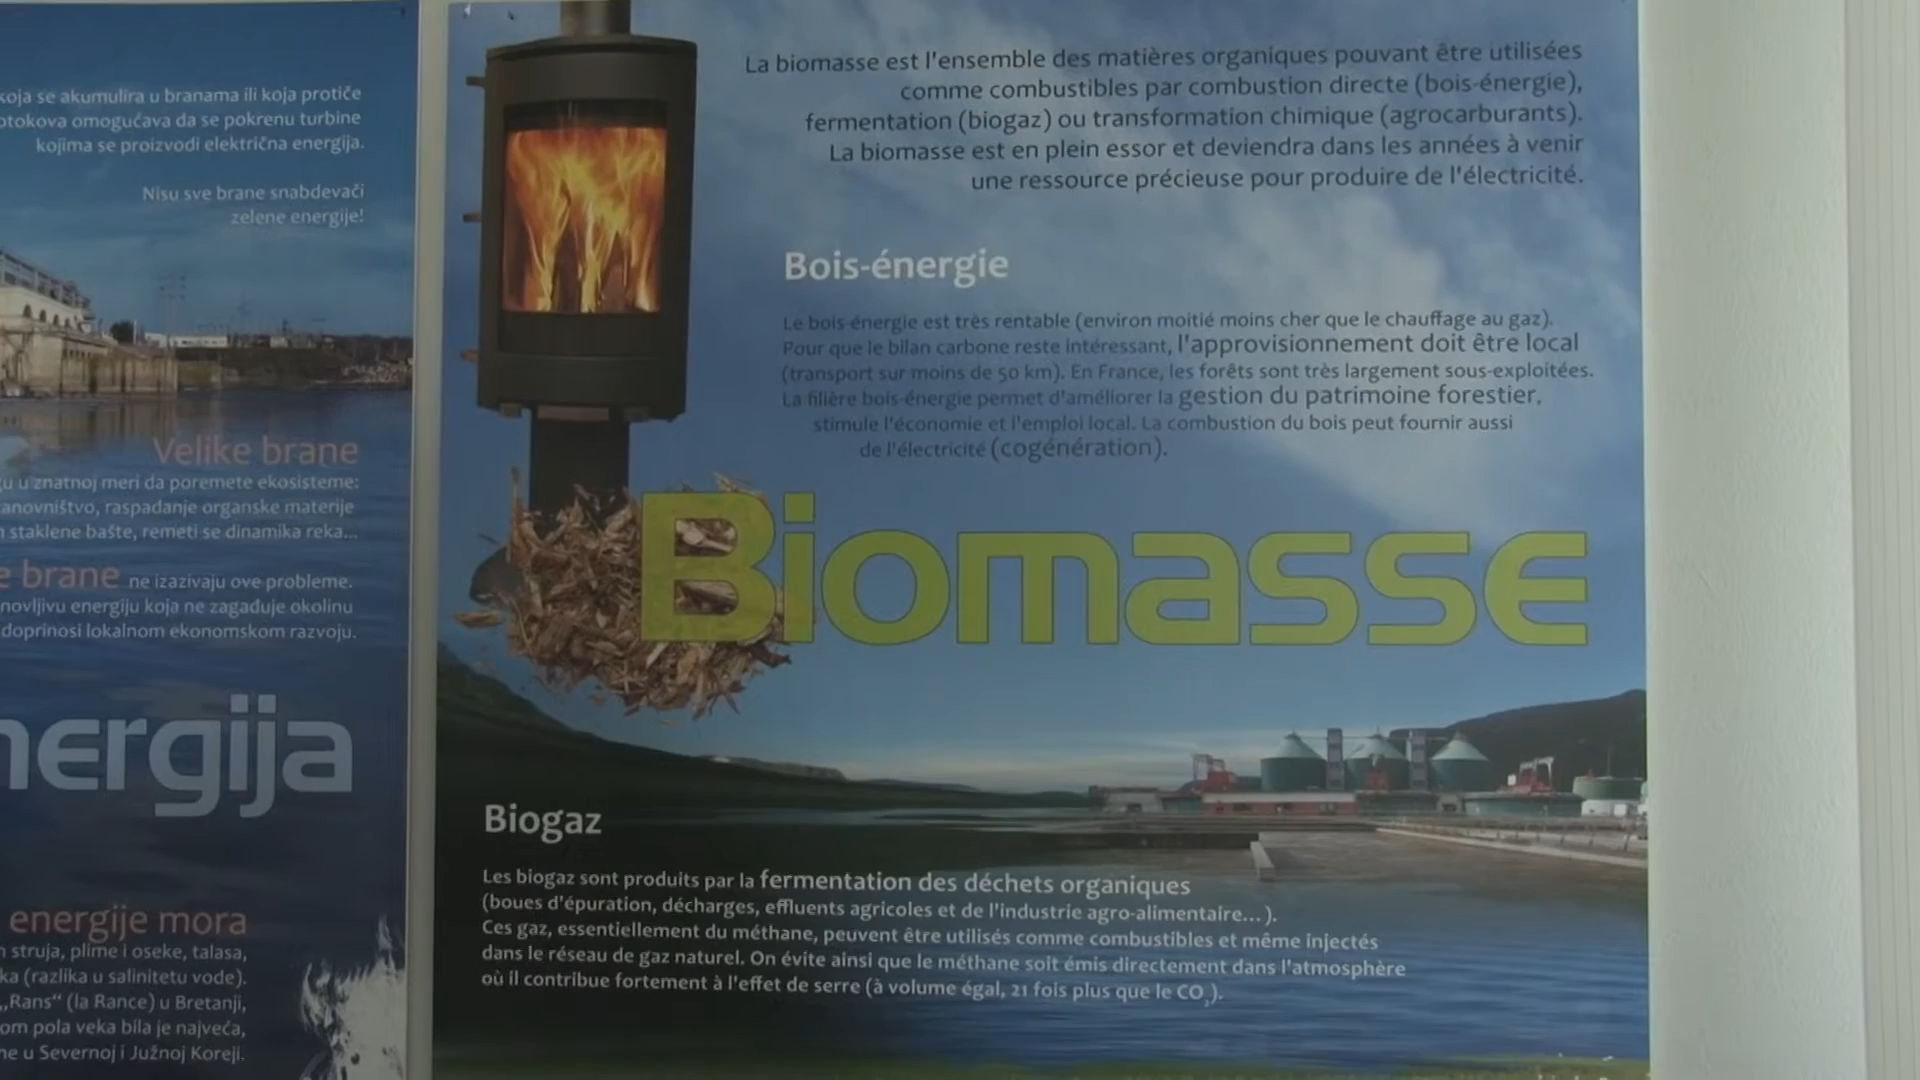 koja se akumulira u branama ili koja protiče
omogućava da se pokrenu turbine
kojima se proizvodi električna energija.
Nisu sve brane snabdevači
zelene energije!
Velike brane
u znatnoj meri da poremete ekosisteme:
raspadanje organske materije
staklene bašte, remeti se dinamika reka...
brane ne izazivaju ove probleme.
energiju koja ne zagađuje okolinu
doprinosi lokalnom ekonomskom razvoju.
energije mora
struja, plime i oseke, talasa,
(razlika u salinitetu vode).
„Rans“ (la Rance) u Bretanji,
pola veka bila je najveća,
u Severnoj i Južnoj Koreji.
La biomasse est l'ensemble des matières organiques pouvant être utilisées
comme combustibles par combustion directe (bois-énergie),
fermentation (biogaz) ou transformation chimique (agrocarburants).
La biomasse est en plein essor et deviendra dans les années à venir
une ressource précieuse pour produire de l'électricité.
Bois-énergie
Le bois-énergie est très rentable (environ moitié moins cher que le chauffage au gaz).
Pour que le bilan carbone reste intéressant, l'approvisionnement doit être local
(transport sur moins de 50 km). En France, les forêts sont très largement sous-exploitées.
La filière bois-énergie permet d'améliorer la gestion du patrimoine forestier,
stimule l'économie et l'emploi local. La combustion du bois peut fournir aussi
de l'électricité (cogénération).
Biomasse
Biogaz
Les biogaz sont produits par la fermentation des déchets organiques
(boues d'épuration, décharges, effluents agricoles et de l'industrie agro-alimentaire...).
Ces gaz, essentiellement du méthane, peuvent être utilisés comme combustibles et même injectés
dans le réseau de gaz naturel. On évite ainsi que le méthane soit émis directement dans l'atmosphère
où il contribue fortement à l'effet de serre (à volume égal, 21 fois plus que le CO₂).